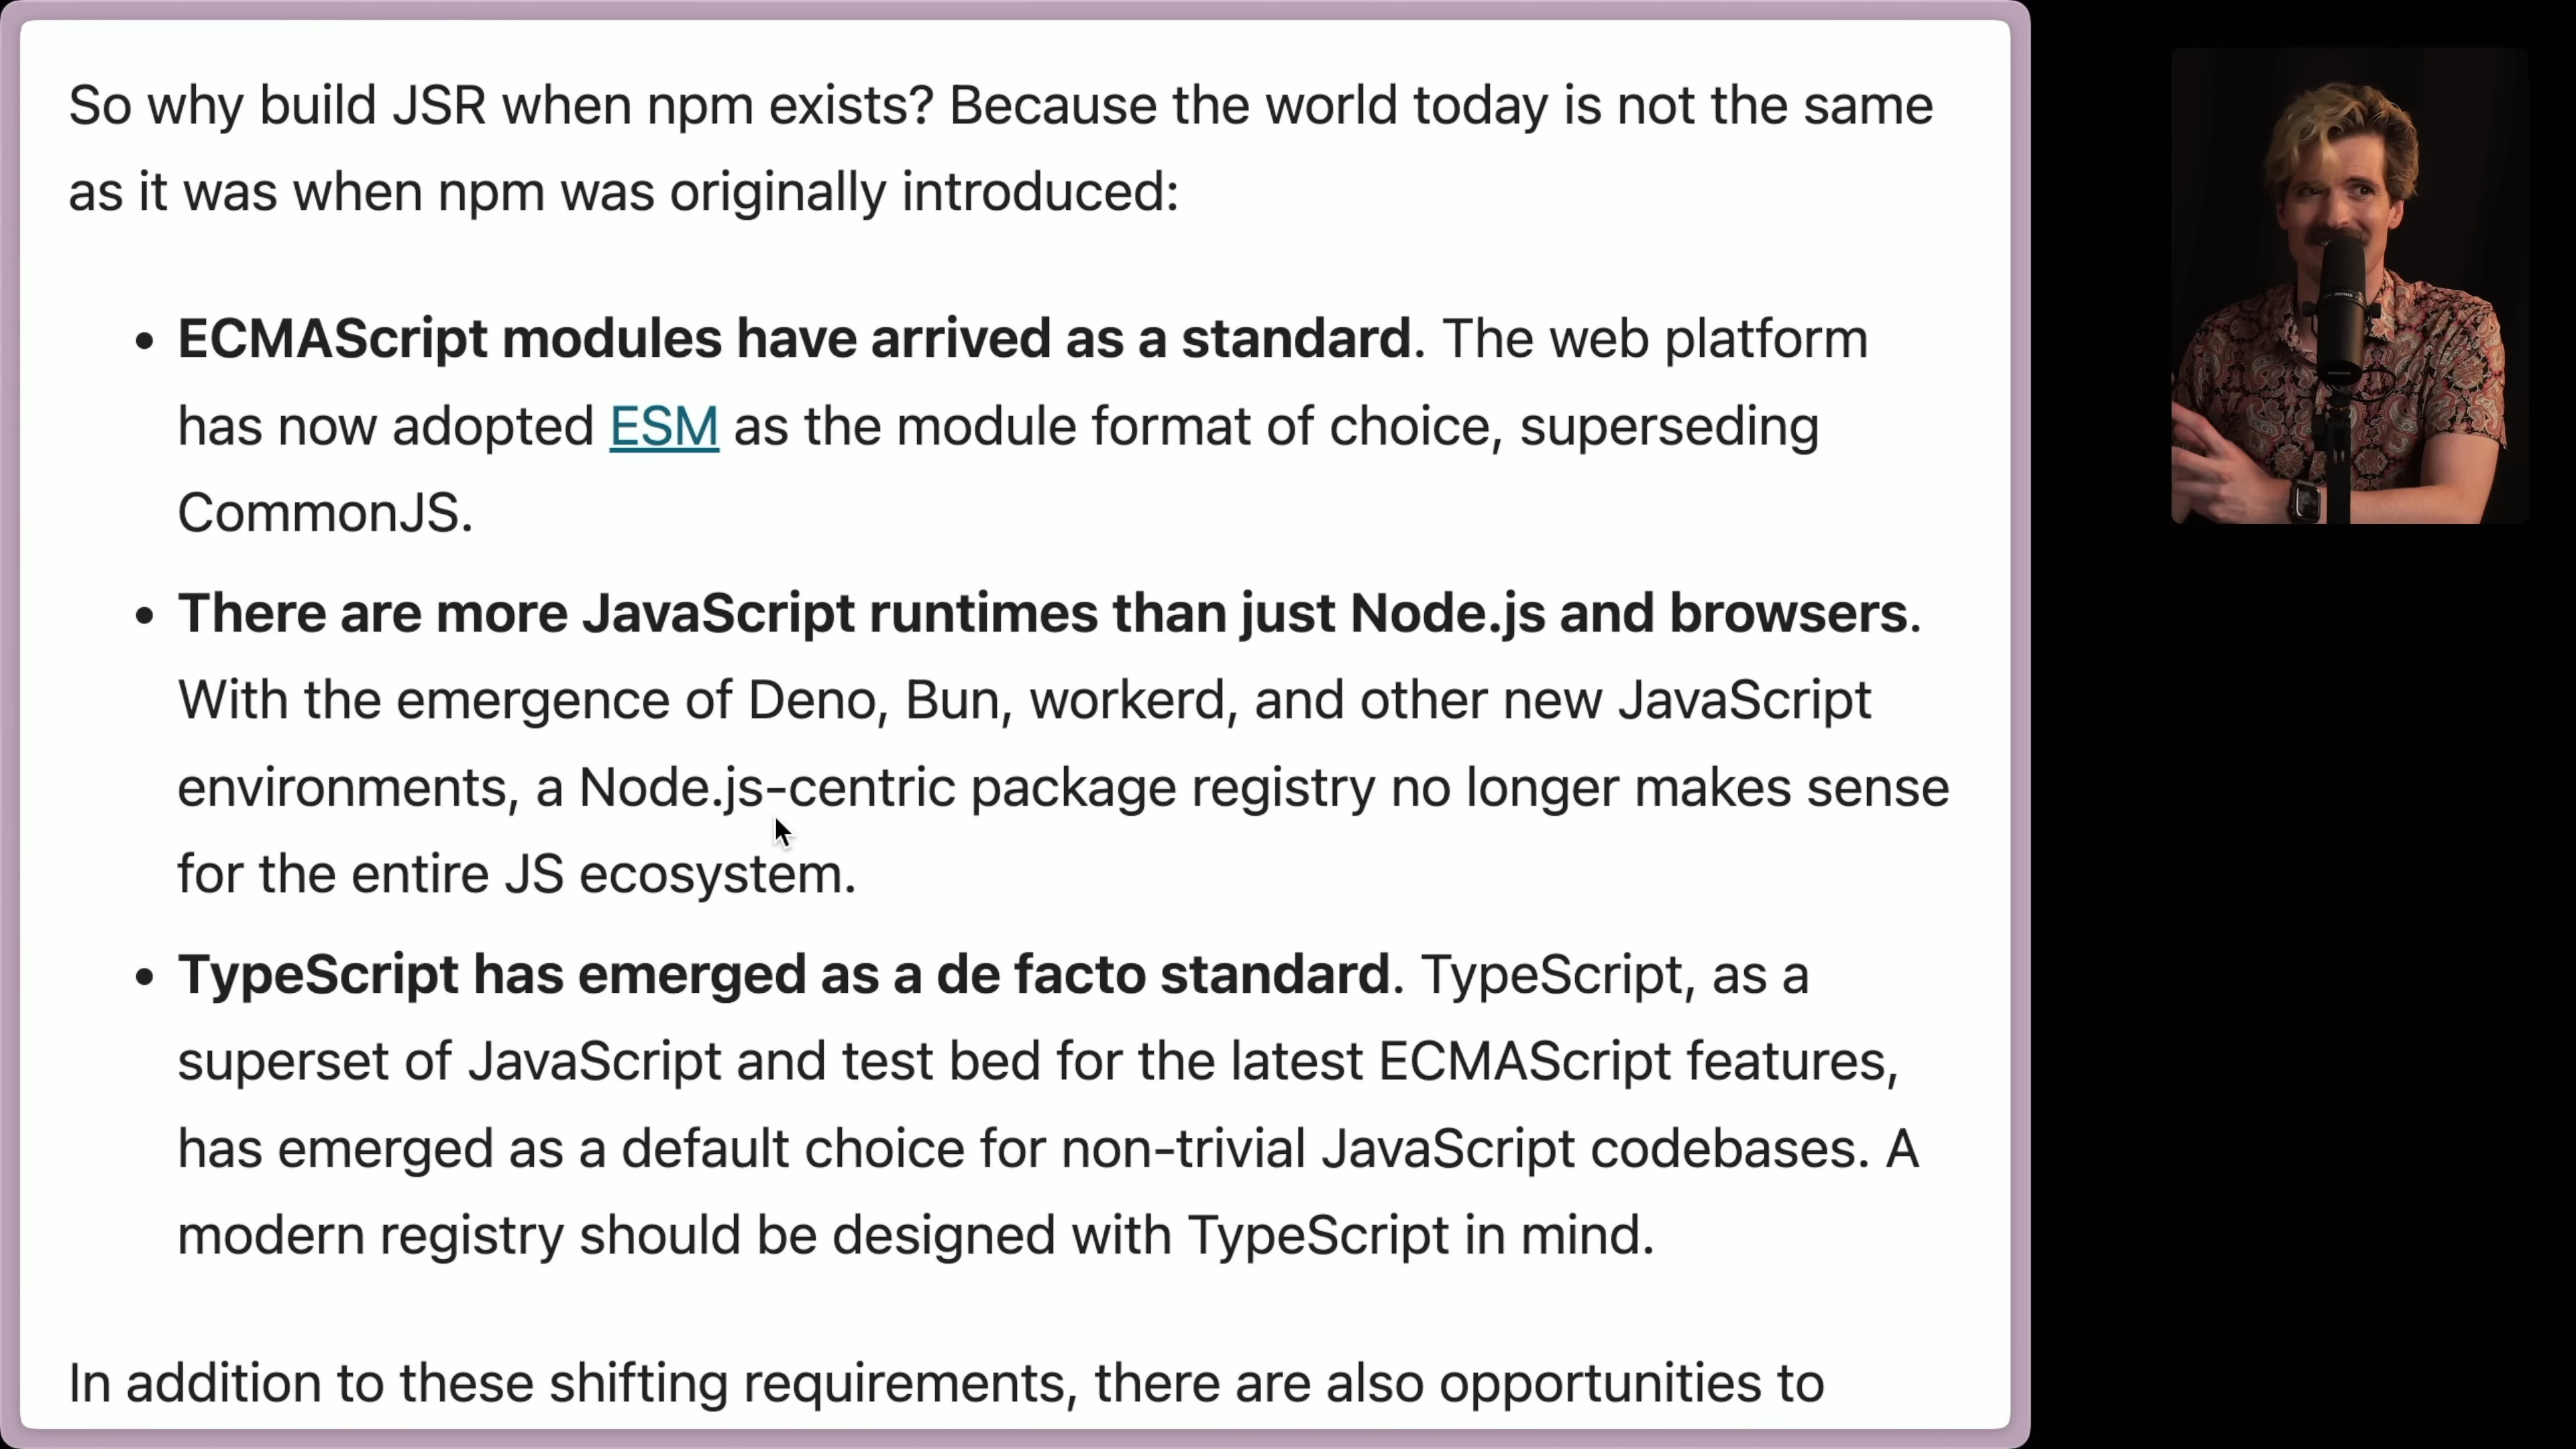 So why build JSR when npm exists? Because the world today is not the same
as it was when npm was originally introduced:
• ECMAScript modules have arrived as a standard. The web platform
has now adopted ESM as the module format of choice, superseding
CommonJS.
• There are more JavaScript runtimes than just Node.js and browsers.
With the emergence of Deno, Bun, workerd, and other new JavaScript
environments, a Node.js-centric package registry no longer makes sense
for the entire JS ecosystem.
• TypeScript has emerged as a de facto standard. TypeScript, as a
superset of JavaScript and test bed for the latest ECMAScript features,
has emerged as a default choice for non-trivial JavaScript codebases. A
modern registry should be designed with TypeScript in mind.
In addition to these shifting requirements, there are also opportunities to